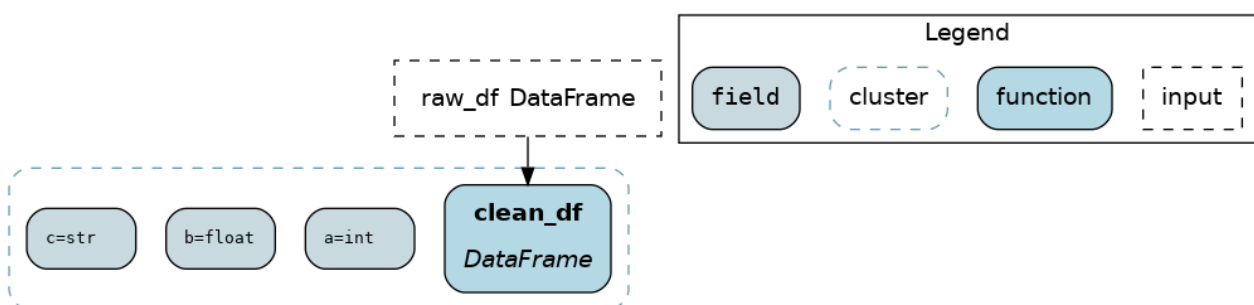 Legend
field
cluster
function
input
raw_df DataFrame
c=str
b=float
a=int
clean_df
DataFrame